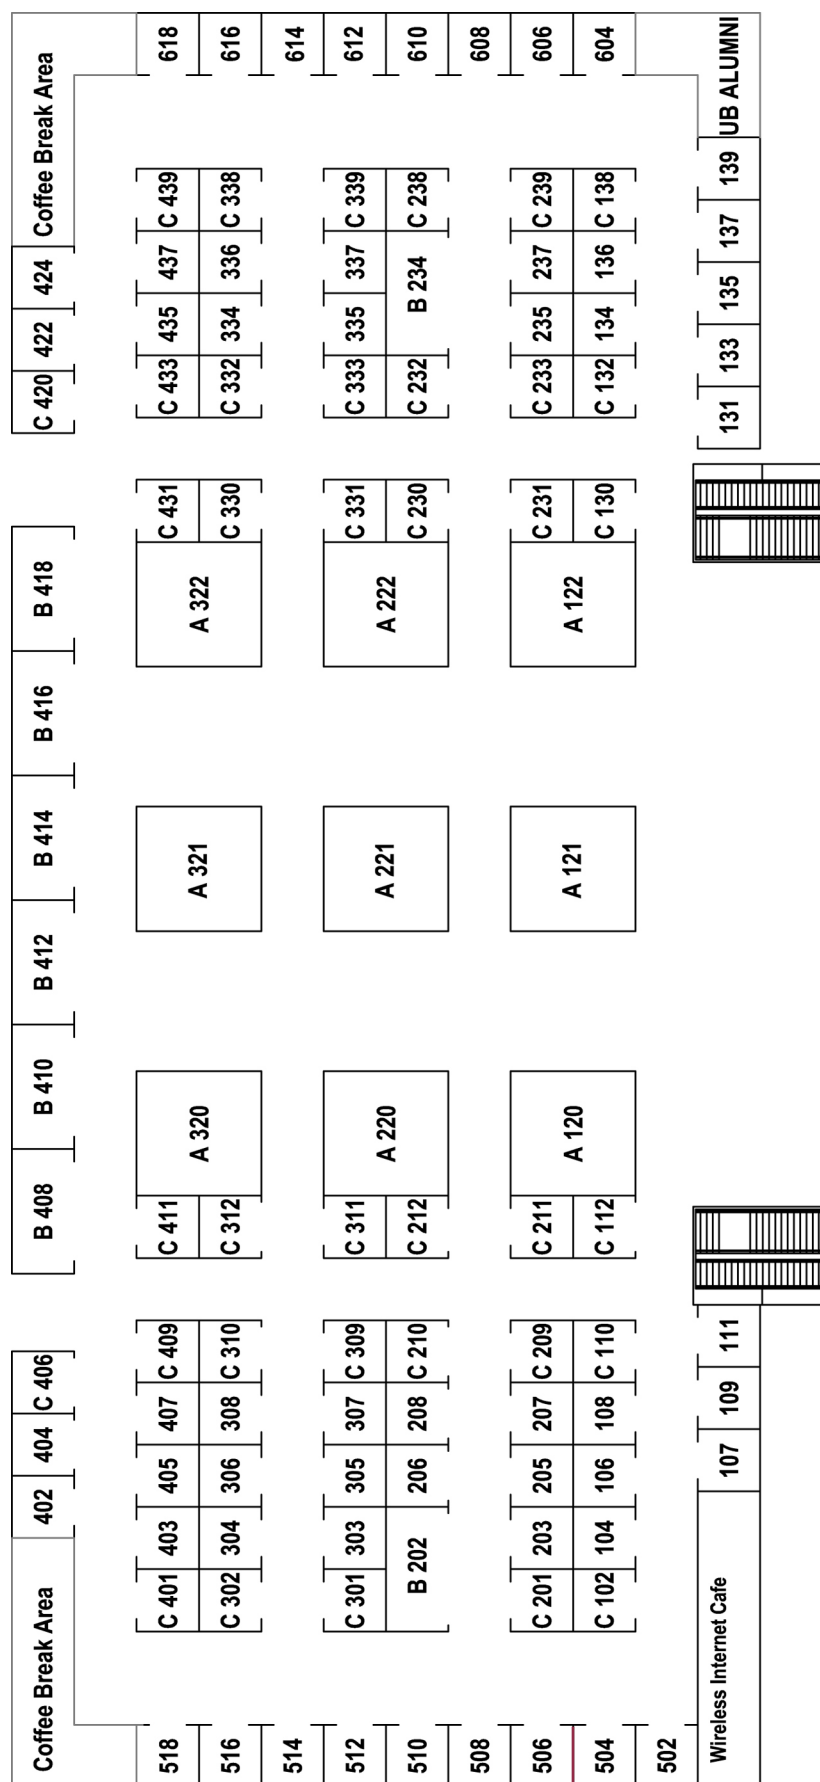 618
616
614
612
610
608
606
604
Coffee Break Area
UB ALUMNI
139
137
135
133
131
424
422
C 420
C 439
C 338
437
336
435
334
C 433
C 332
C 339
C 238
337
B 234
335
C 333
C 232
C 239
C 138
237
136
235
134
C 233
C 132
C 431
C 330
C 331
C 230
C 231
C 130
A 322
A 222
A 122
B 418
B 416
B 414
B 412
B 410
B 408
A 321
A 221
A 121
A 320
A 220
A 120
C 411
C 312
C 311
C 212
C 211
C 112
C 406
404
402
C 409
C 310
407
308
405
306
403
304
C 401
C 302
C 309
C 210
307
208
305
206
303
B 202
C 301
C 209
C 110
207
108
205
106
203
104
C 201
C 102
111
109
107
Coffee Break Area
Wireless Internet Cafe
518
516
514
512
510
508
506
504
502